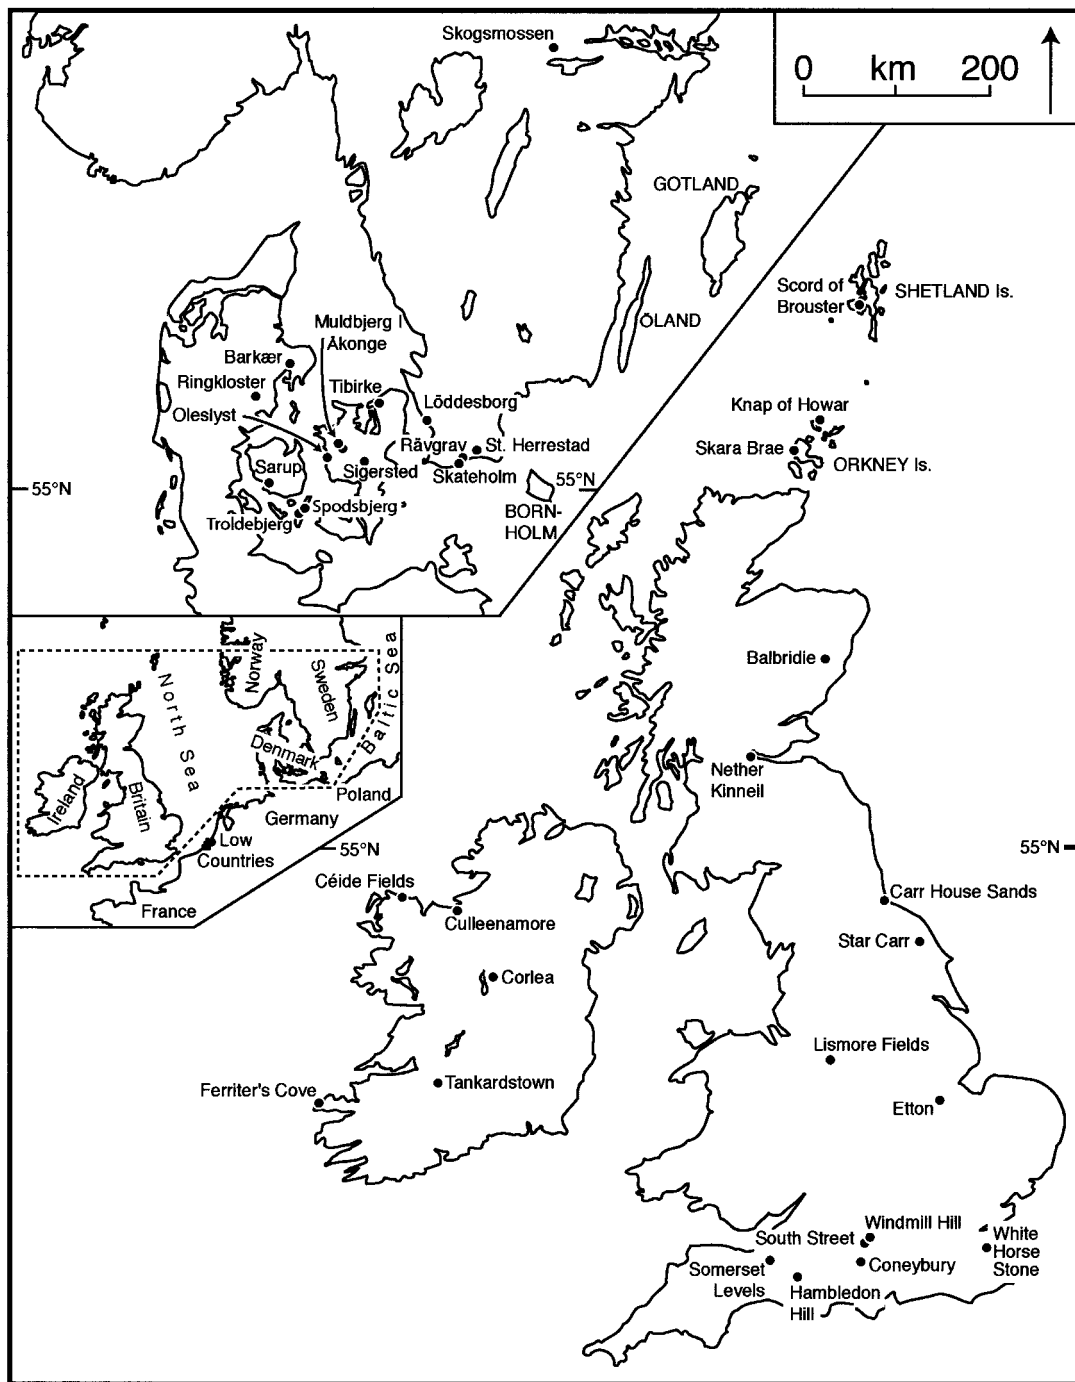 Skogsmossen
0 km 200
GOTLAND
Scord of
Brouster
SHETLAND Is.
ÖLAND
Muldbjerg I
Åkonge
Barkær
Ringkloster
Tibirke
Oleslyst
Löddesborg
Rävgrav
St. Herrestad
Sarup
Sigersted
Skateholm
Knap of Howar
Skara Brae
ORKNEY Is.
55°N
55°N
Spodsbjerg
Troldebjerg
BORN-
HOLM
Norway
Sweden
Baltic Sea
North Sea
Denmark
Ireland
Britain
Poland
Germany
Low
Countries
France
Balbridie
Nether
Kinneil
55°N
55°N
Céide Fields
Culleenamore
Carr House Sands
Star Carr
Corlea
Lismore Fields
Tankardstown
Ferriter's Cove
Etton
Windmill Hill
South Street
White
Horse
Stone
Somerset
Levels
Coneybury
Hambledon
Hill